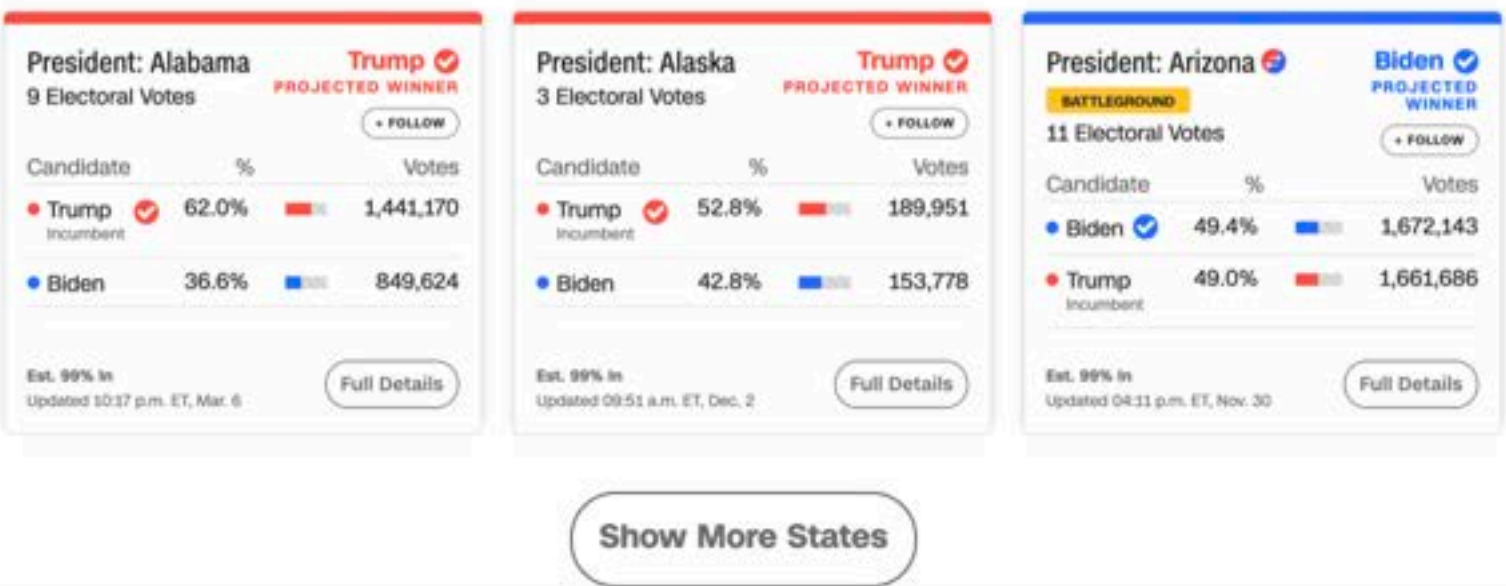 President: Alabama
Trump
PROJECTED WINNER
9 Electoral Votes
+ FOLLOW
Candidate % Votes
Trump 62.0% 1,441,170
Incumbent
Biden 36.6% 849,624
Est. 99% In
Updated 10:17 p.m. ET, Mar. 6
Full Details
President: Alaska
Trump
PROJECTED WINNER
3 Electoral Votes
+ FOLLOW
Candidate % Votes
Trump 52.8% 189,951
Incumbent
Biden 42.8% 153,778
Est. 99% In
Updated 09:51 a.m. ET, Dec. 2
Full Details
President: Arizona
Biden
PROJECTED
WINNER
BATTLEGROUND
11 Electoral Votes
+ FOLLOW
Candidate % Votes
Biden 49.4% 1,672,143
Trump 49.0% 1,661,686
Incumbent
Est. 99% In
Updated 04:11 p.m. ET, Nov. 30
Full Details
Show More States